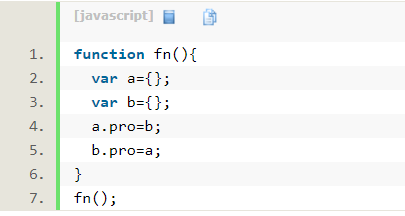 [javascript]
1. function fn(){
2. var a={};
3. var b={};
4. a.pro=b;
5. b.pro=a;
6. }
7. fn();